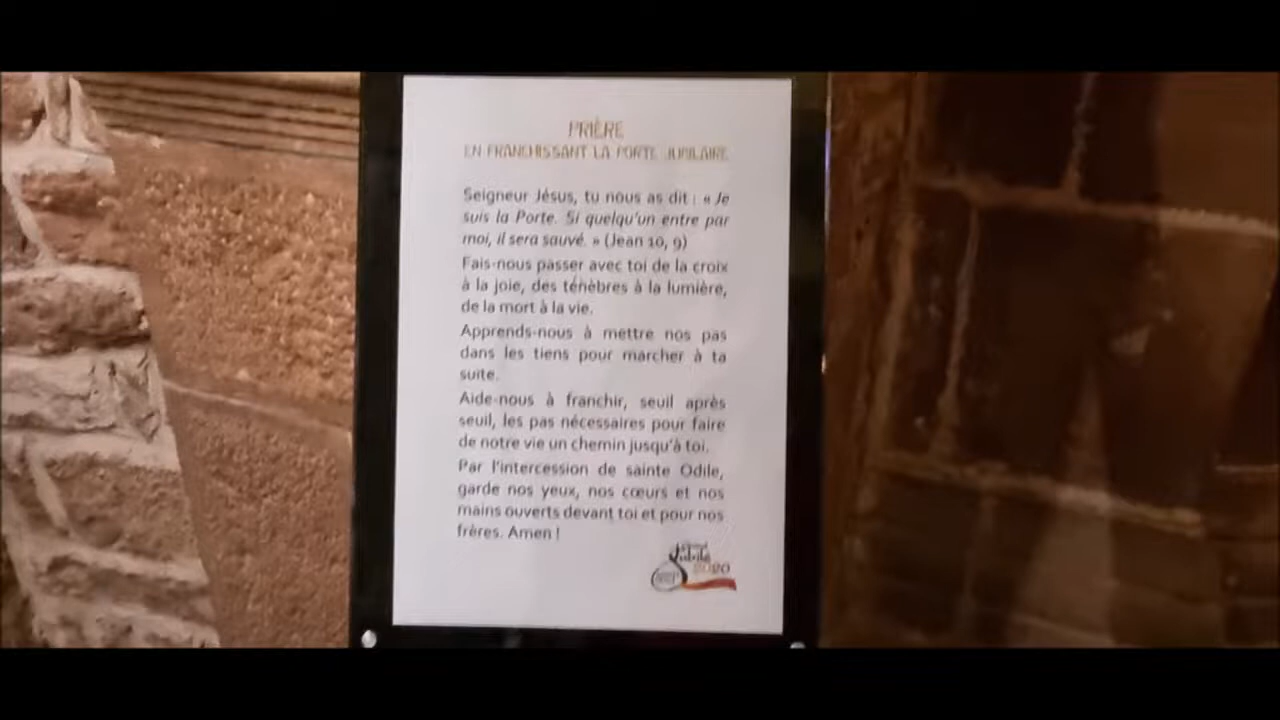 PRIÈRE
EN FRANCHISSANT LA PORTE JUBILAIRE
Seigneur Jésus, tu nous as dit : « Je
suis la Porte. Si quelqu'un entre par
moi, il sera sauvé. » (Jean 10, 9)
Fais-nous passer avec toi de la croix
à la joie, des ténèbres à la lumière,
de la mort à la vie.
Apprends-nous à mettre nos pas
dans les tiens pour marcher à ta
suite.
Aide-nous à franchir, seuil après
seuil, les pas nécessaires pour faire
de notre vie un chemin jusqu'à toi.
Par l'intercession de sainte Odile,
garde nos yeux, nos cœurs et nos
mains ouverts devant toi et pour nos
frères. Amen !
Jubilé
2020